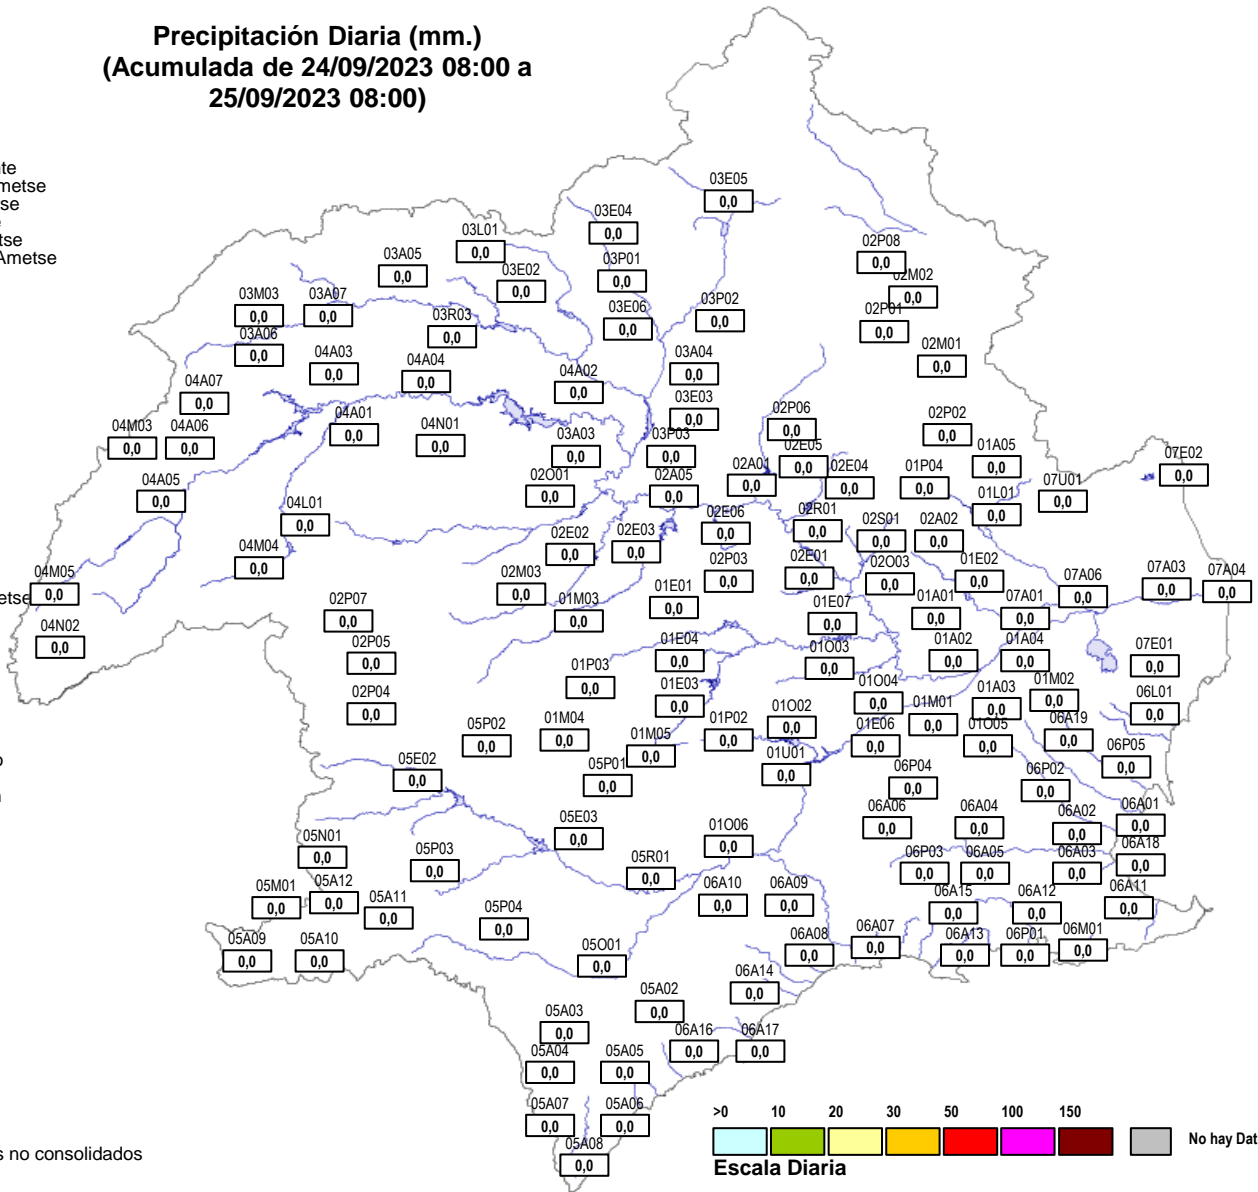 Precipitación Diaria (mm.)
(Acumulada de 24/09/2023 08:00 a
25/09/2023 08:00)
te
metse
se
tse
Ametse
etse
o
s no consolidados
03E05
0,0
03E04
0,0
03L01
0,0
03A05
0,0
03E02
0,0
03P01
0,0
02P08
0,0
02M02
0,0
03M03
0,0
03A07
0,0
03R03
0,0
03E06
0,0
03P02
0,0
02P01
0,0
03A06
0,0
04A03
0,0
04A04
0,0
04A02
0,0
03A04
0,0
02M01
0,0
04A07
0,0
03E03
0,0
04M03
0,0
04A06
0,0
04A01
0,0
04N01
0,0
03A03
0,0
03P03
0,0
02P06
0,0
02P02
0,0
02E05
0,0
01A05
0,0
07E02
0,0
04A05
0,0
02O01
0,0
02A05
0,0
02A01
0,0
02E04
0,0
01P04
0,0
07U01
0,0
01L01
0,0
04L01
0,0
02E06
0,0
02R01
0,0
02S01
0,0
02A02
0,0
04M04
0,0
02E02
0,0
02E03
0,0
02P03
0,0
02E01
0,0
02O03
0,0
01E02
0,0
04M05
0,0
02M03
0,0
01E01
0,0
07A06
0,0
07A03
0,0
07A04
0,0
02P07
0,0
01M03
0,0
01E07
0,0
01A01
0,0
07A01
0,0
04N02
0,0
02P05
0,0
01E04
0,0
01O03
0,0
01A02
0,0
01A04
0,0
07E01
0,0
01P03
0,0
01E03
0,0
01O04
0,0
01A03
0,0
01M02
0,0
06L01
0,0
02P04
0,0
01M01
0,0
05P02
0,0
01M04
0,0
01M05
0,0
01P02
0,0
01O02
0,0
01E06
0,0
01O05
0,0
06A19
0,0
06P05
0,0
05E02
0,0
05P01
0,0
01U01
0,0
06P04
0,0
06P02
0,0
05E03
0,0
01O06
0,0
06A06
0,0
06A04
0,0
06A02
0,0
06A01
0,0
05N01
0,0
05P03
0,0
05R01
0,0
06P03
0,0
06A05
0,0
06A03
0,0
06A18
0,0
05M01
0,0
05A12
0,0
05A11
0,0
06A10
0,0
06A09
0,0
06A15
0,0
06A12
0,0
06A11
0,0
05P04
0,0
05A09
0,0
05A10
0,0
05O01
0,0
06A08
0,0
06A07
0,0
06A13
0,0
06P01
0,0
06M01
0,0
06A14
0,0
05A02
0,0
05A03
0,0
06A16
0,0
06A17
0,0
05A04
0,0
05A05
0,0
05A07
0,0
05A06
0,0
05A08
0,0
>0 10 20 30 50 100 150
No hay Dat
Escala Diaria